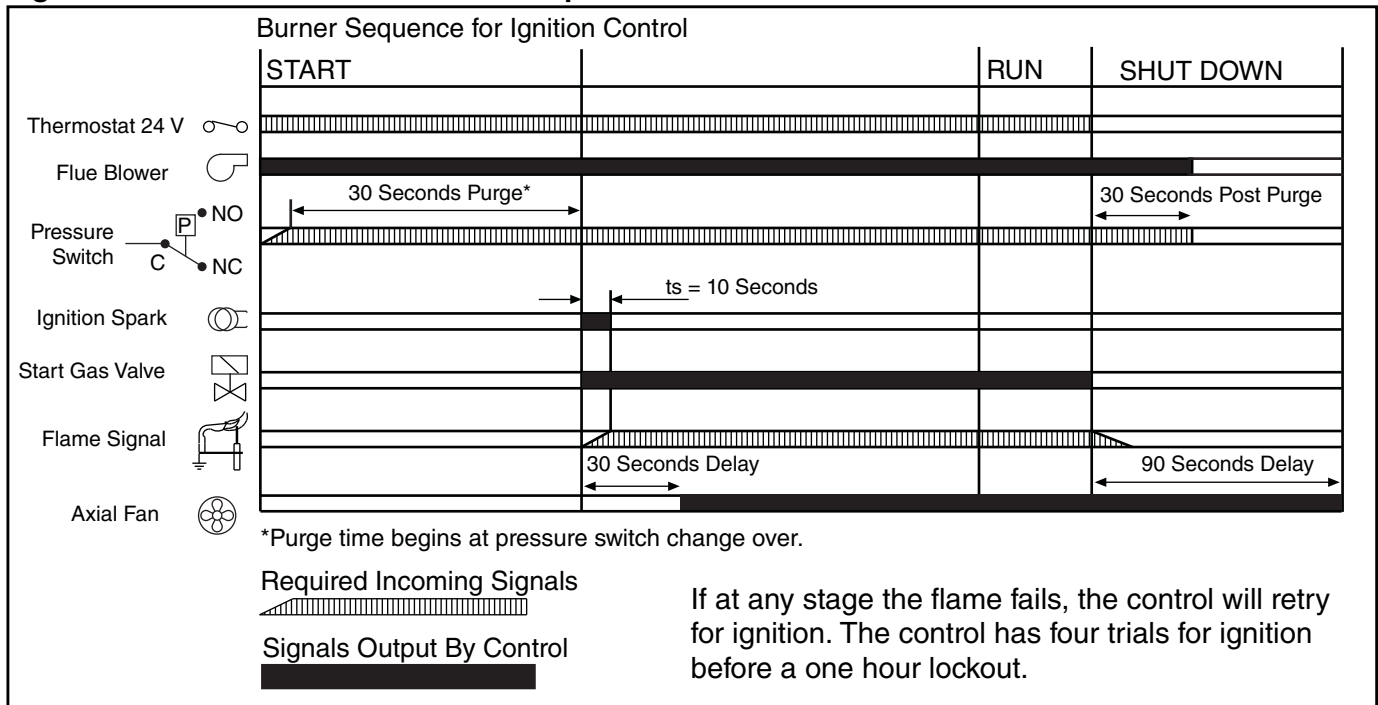 Burner Sequence for Ignition Control
START
RUN
SHUT DOWN
Thermostat 24 V
Flue Blower
30 Seconds Purge*
30 Seconds Post Purge
NO
P
Pressure
Switch
C
NC
ts = 10 Seconds
Ignition Spark
Start Gas Valve
Flame Signal
30 Seconds Delay
90 Seconds Delay
Axial Fan
*Purge time begins at pressure switch change over.
Required Incoming Signals
Signals Output By Control
If at any stage the flame fails, the control will retry
for ignition. The control has four trials for ignition
before a one hour lockout.